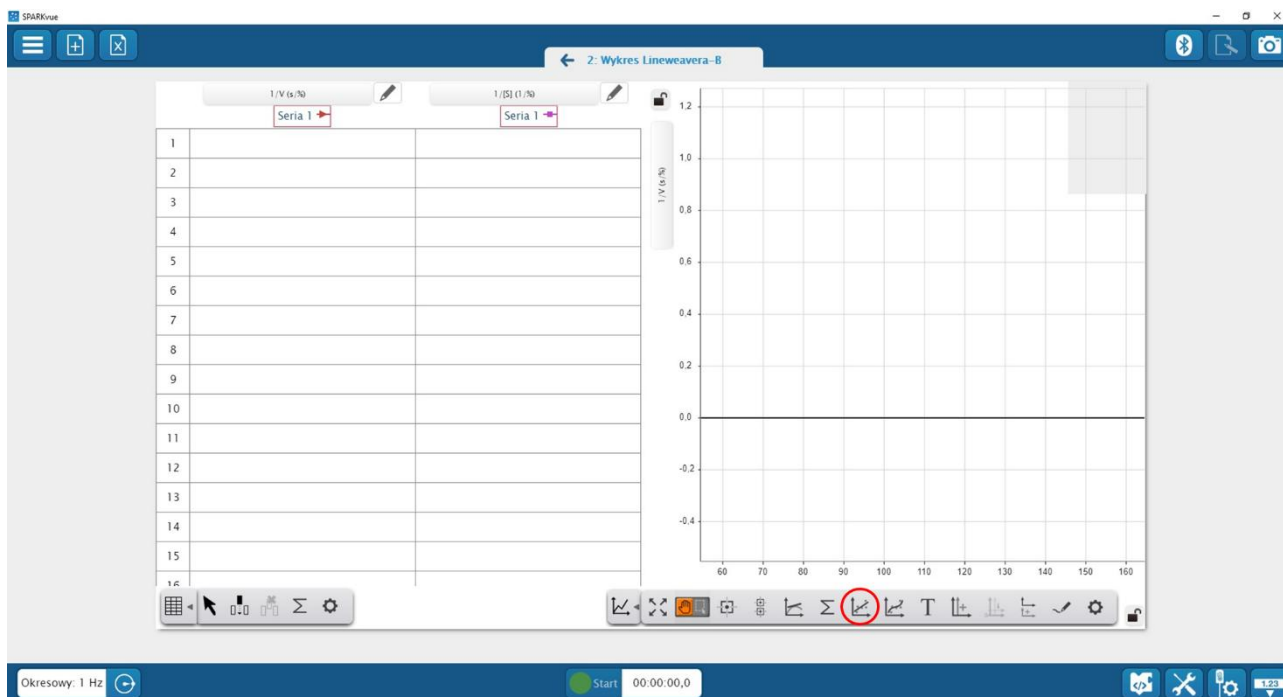 SPARKvue
2: Wykres Lineweavera-B
1/V (s/%)
1/[S] (1/%)
Seria 1
Seria 1
1
2
3
4
5
6
7
8
9
10
11
12
13
14
15
16
1/V (s/%)
1,2
1,0
0,8
0,6
0,4
0,2
0,0
-0,2
-0,4
60 70 80 90 100 110 120 130 140 150 160
Σ
Σ T
Okresowy: 1 Hz
Start 00:00:00,0
1.23